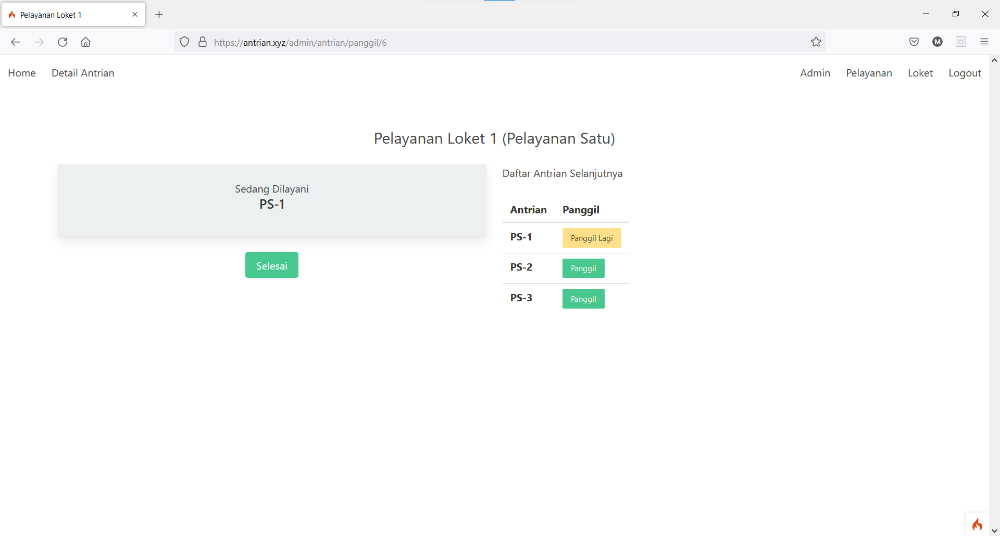 Pelayanan Loket 1
https://antrian.xyz/admin/antrian/panggil/6
M
Home Detail Antrian Admin Pelayanan Loket Logout
Pelayanan Loket 1 (Pelayanan Satu)
Sedang Dilayani
PS-1
Selesai
Daftar Antrian Selanjutnya
Antrian Panggil
PS-1 Panggil Lagi
PS-2 Panggil
PS-3 Panggil